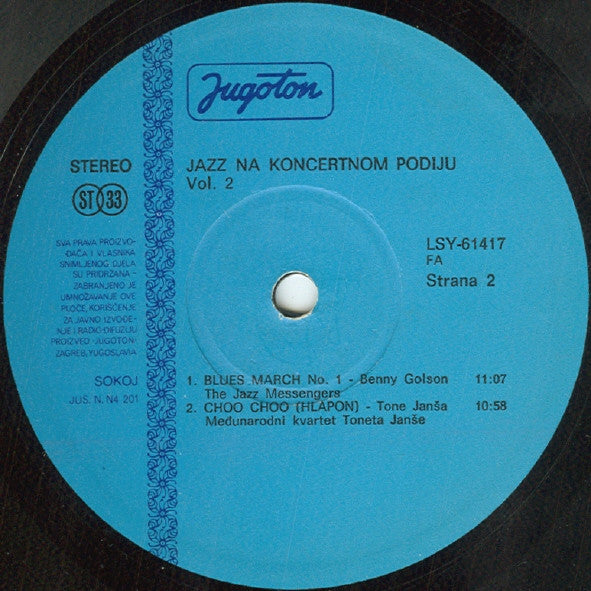 Jugoton
STEREO
ST 33
JAZZ NA KONCERTNOM PODIJU
Vol. 2
LSY-61417
FA
Strana 2
SVA PRAVA PROIZVO-
ĐAČA I VLASNIKA
SNIMLJENOG DJELA
SU PRIDRŽANA -
ZABRANJENO JE
UMNOŽAVANJE OVE
PLOČE, KORIŠĆENJE
ZA JAVNO IZVOĐE-
NJE I RADIO-DIFUZIJU
PROIZVEO »JUGOTON«
ZAGREB, YUGOSLAVIA
SOKOJ
JUS. N. N4 201
1. BLUES MARCH No. 1 - Benny Golson 11:07
The Jazz Messengers
2. CHOO CHOO (HLAPON) - Tone Janša 10:58
Međunarodni kvartet Toneta Janše